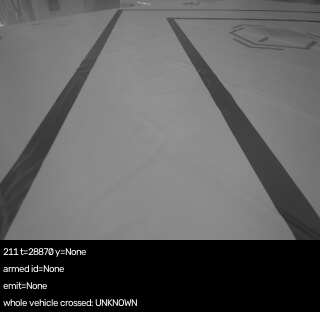 211 t=28870 y=None
armed id=None
emit=None
whole vehicle crossed: UNKNOWN